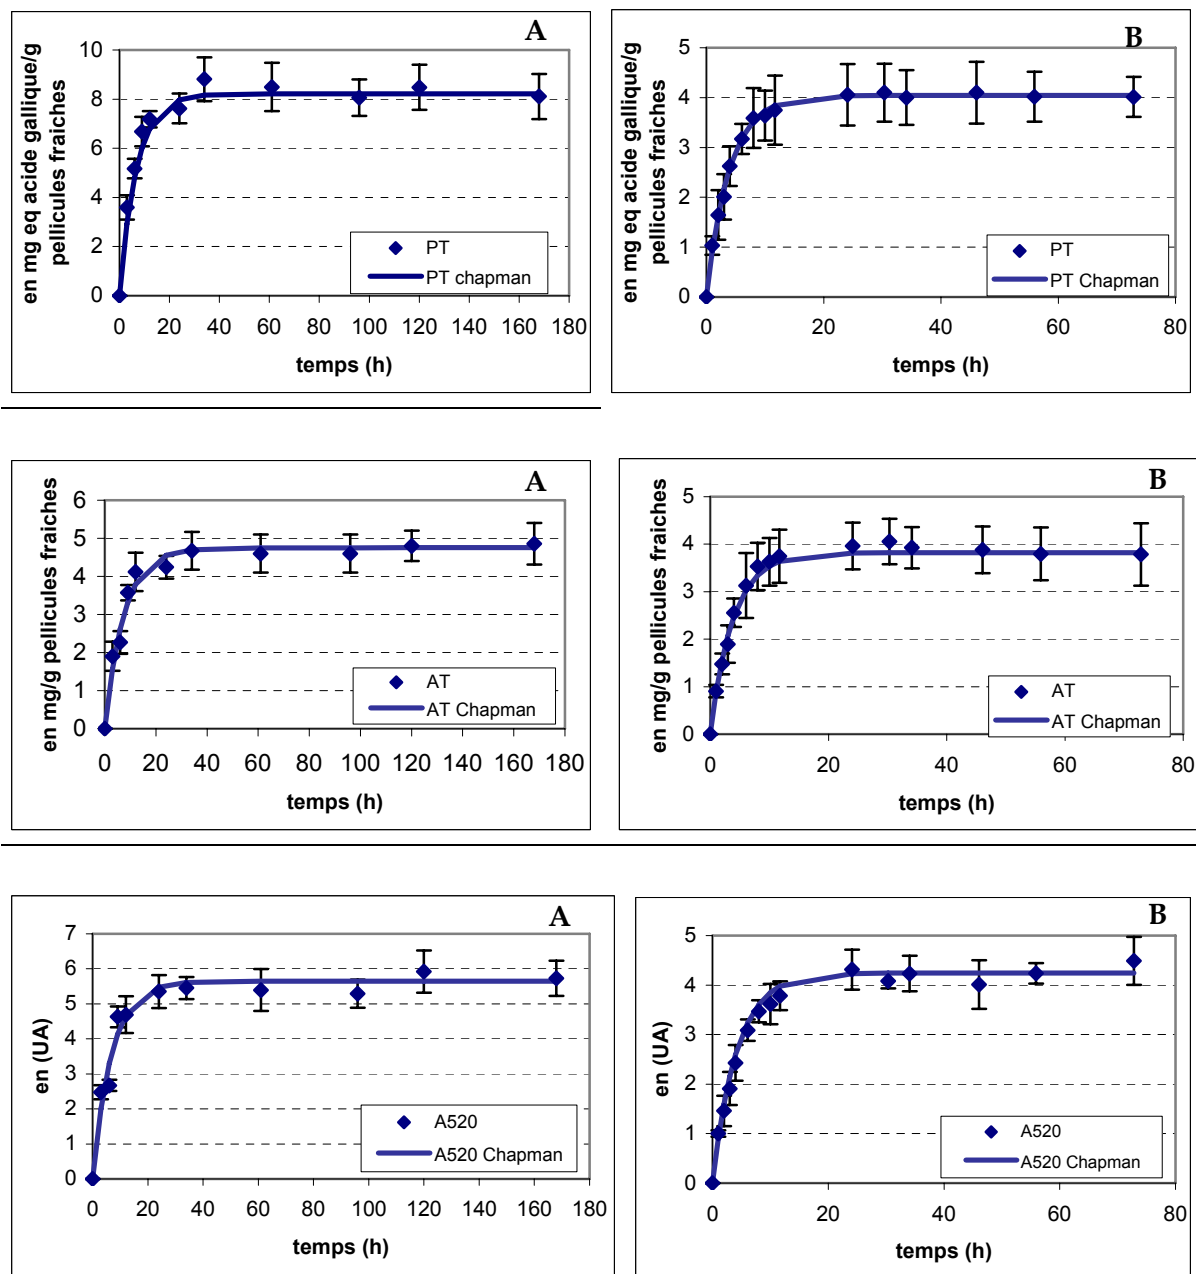 A
10
8
6
4
2
0
0 20 40 60 80 100 120 140 160 180
temps (h)
en mg eq acide gallique/g
pellicules fraiches
PT
PT chapman
B
5
4
3
2
1
0
0 20 40 60 80
temps (h)
en mg eq acide gallique/g
pellicules fraiches
PT
PT Chapman
A
6
5
4
3
2
1
0
0 20 40 60 80 100 120 140 160 180
temps (h)
en mg/g pellicules fraiches
AT
AT Chapman
B
5
4
3
2
1
0
0 20 40 60 80
temps (h)
en mg/g pellicules fraiches
AT
AT Chapman
A
7
6
5
4
3
2
1
0
0 20 40 60 80 100 120 140 160 180
temps (h)
en (UA)
A520
A520 Chapman
B
5
4
3
2
1
0
0 20 40 60 80
temps (h)
en (UA)
A520
A520 Chapman